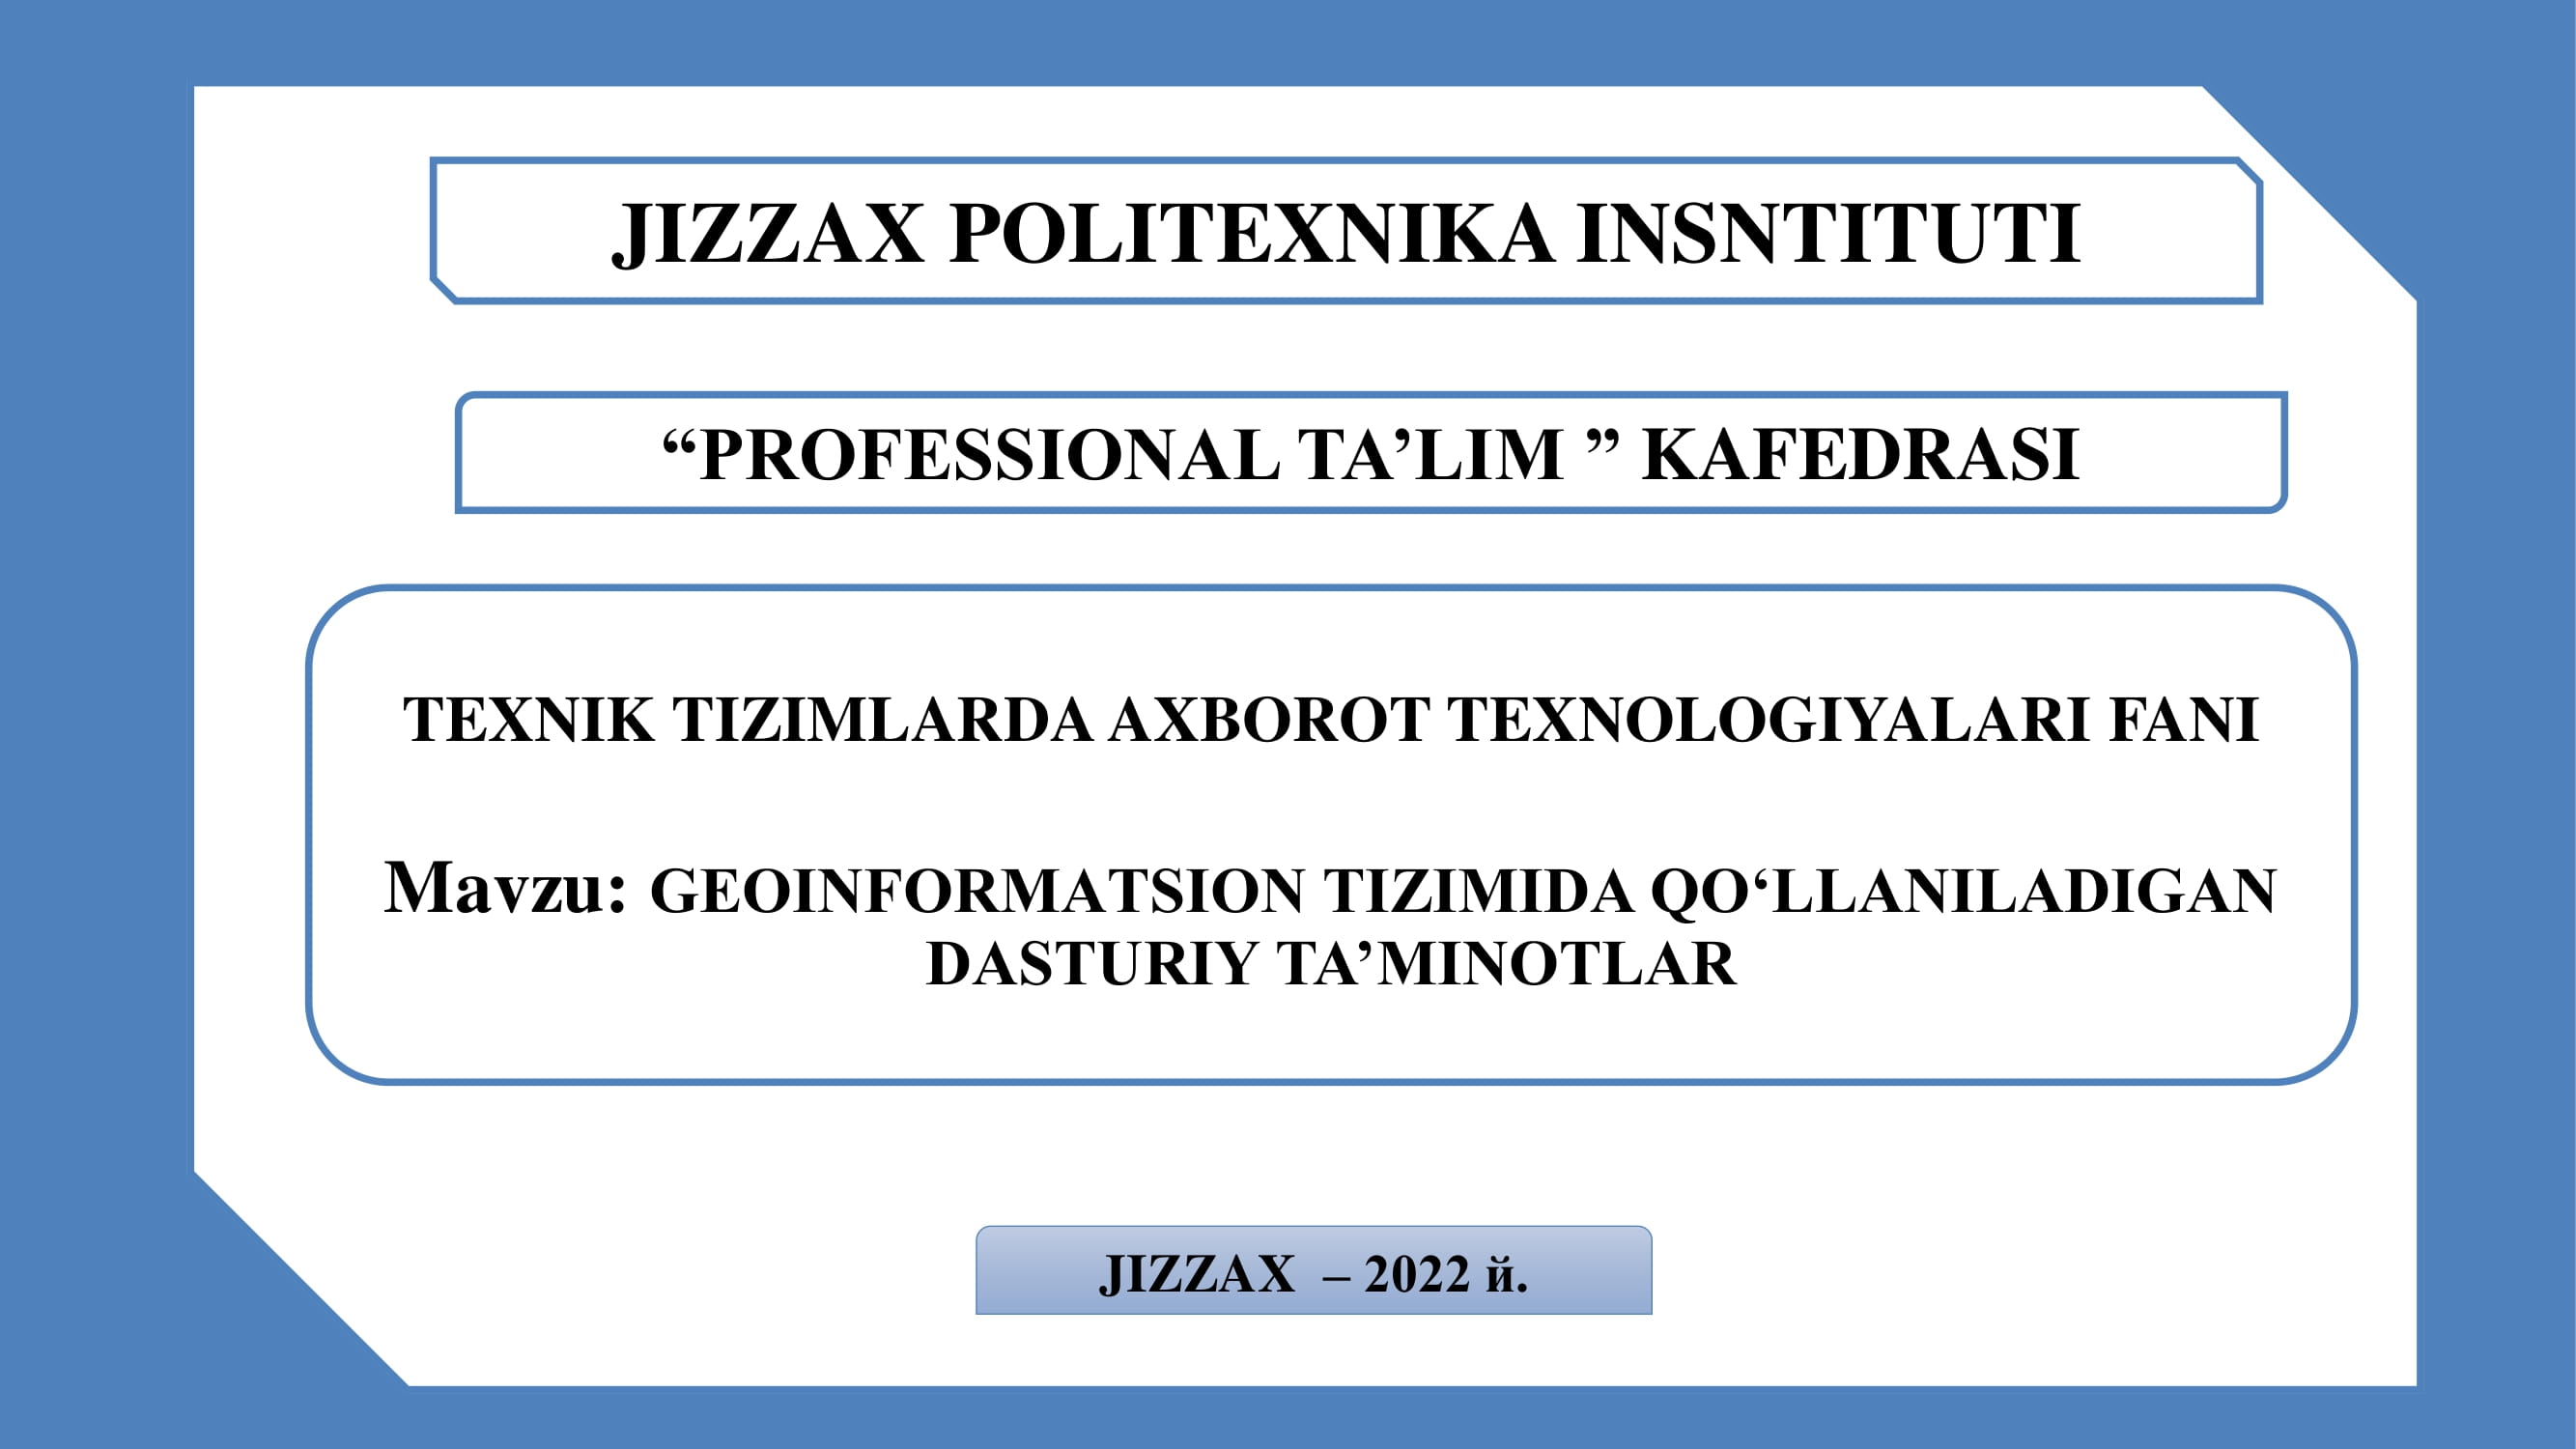 JIZZAX POLITEXNIKA INSNTITUTI
“PROFESSIONAL TA’LIM ” KAFEDRASI
TEXNIK TIZIMLARDA AXBOROT TEXNOLOGIYALARI FANI
Mavzu: GEOINFORMATSION TIZIMIDA QO‘LLANILADIGAN
DASTURIY TA’MINOTLAR
JIZZAX – 2022 й.